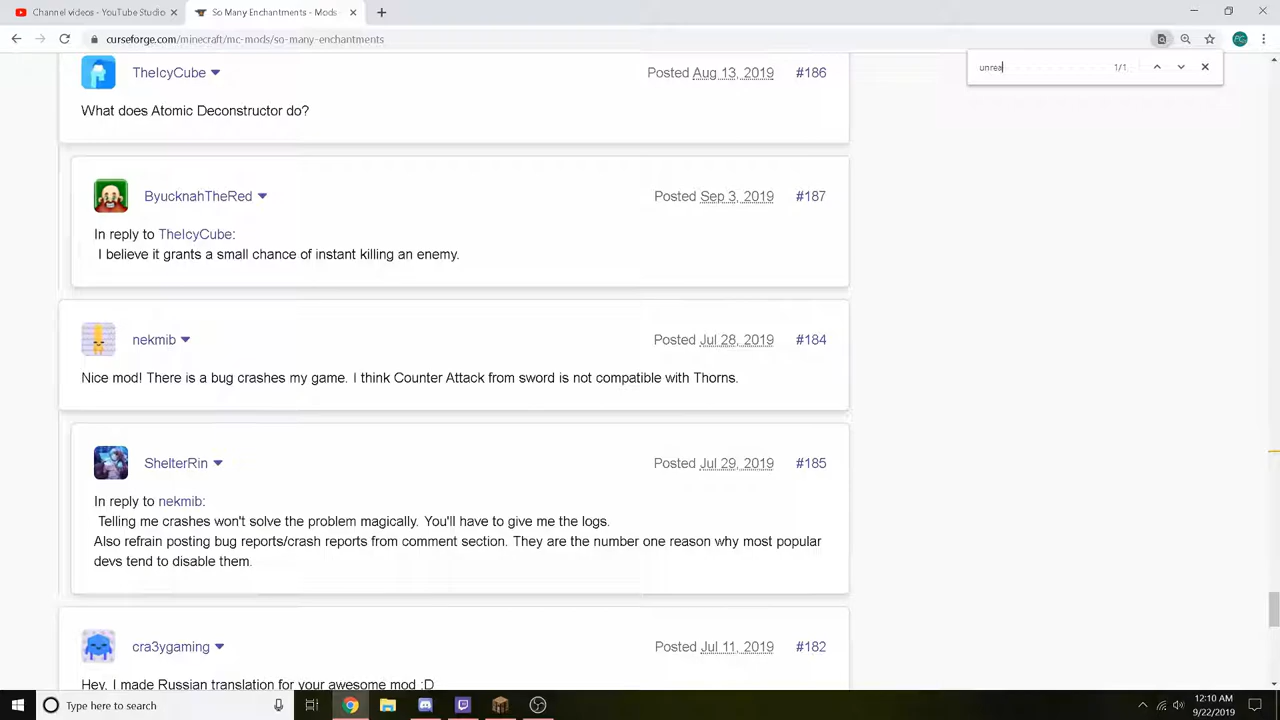 Channel videos - YouTube Studio
So Many Enchantments - Mods
curseforge.com/minecraft/mc-mods/so-many-enchantments
unrea
1/1
TheIcyCube
Posted Aug 13, 2019 #186
What does Atomic Deconstructor do?
ByucknahTheRed
Posted Sep 3, 2019 #187
In reply to TheIcyCube:
I believe it grants a small chance of instant killing an enemy.
nekmib
Posted Jul 28, 2019 #184
Nice mod! There is a bug crashes my game. I think Counter Attack from sword is not compatible with Thorns.
ShelterRin
Posted Jul 29, 2019 #185
In reply to nekmib:
Telling me crashes won't solve the problem magically. You'll have to give me the logs.
Also refrain posting bug reports/crash reports from comment section. They are the number one reason why most popular
devs tend to disable them.
cra3ygaming
Posted Jul 11, 2019 #182
Hey, I made Russian translation for your awesome mod :D
Type here to search
12:10 AM
9/22/2019